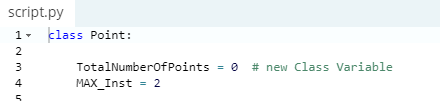 script.py
1 class Point:
2
3     TotalNumberOfPoints = 0  # new Class Variable
4     MAX_Inst = 2
5